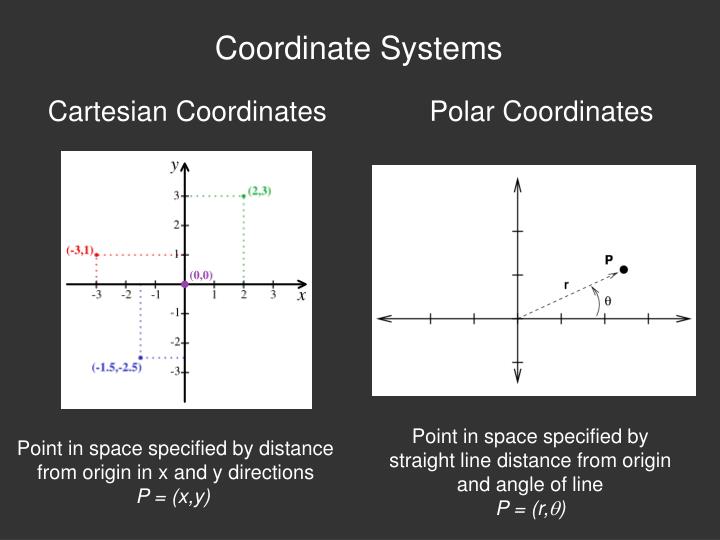 Coordinate Systems
Cartesian Coordinates
y
3
(2,3)
2
(-3,1)
1
(0,0)
-3 -2 -1 1 2 3 x
-1
-2
(-1.5,-2.5)
-3
Point in space specified by distance
from origin in x and y directions
P = (x,y)
Polar Coordinates
P
r
θ
Point in space specified by
straight line distance from origin
and angle of line
P = (r,θ)